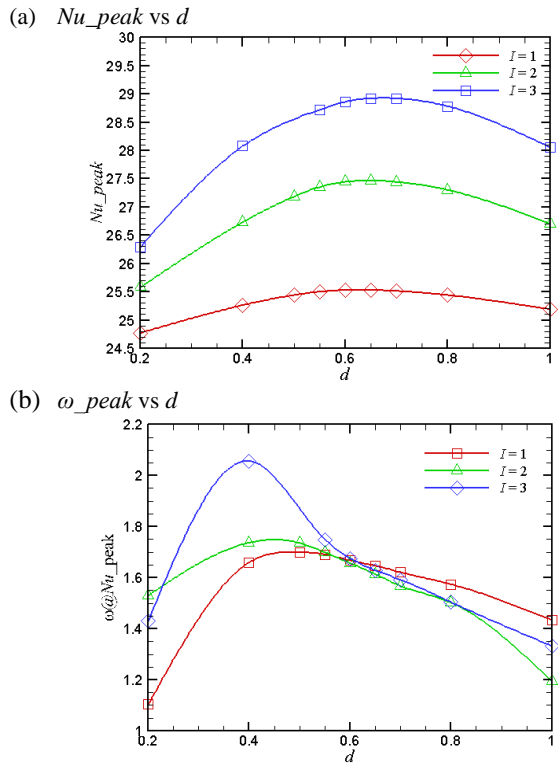 (a) Nu_peak vs d
30
29.5
29
28.5
28
27.5
27
26.5
26
25.5
25
24.5
Nu_peak
I = 1
I = 2
I = 3
0.2 0.4 0.6 0.8 1
d
(b) ω_peak vs d
2.2
2
1.8
1.6
1.4
1.2
1
ω@Nu_peak
I = 1
I = 2
I = 3
0.2 0.4 0.6 0.8 1
d